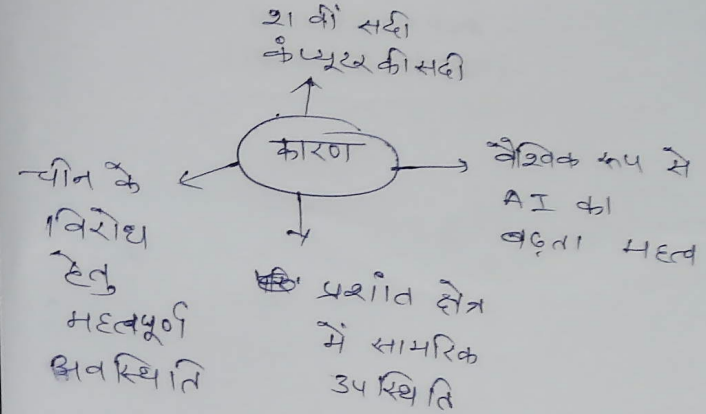 21 वीं सदी
कंप्यूटर की सदी
कारण
वैश्विक रूप से
AI का
बढ़ता महत्व
चीन के
विरोध
हेतु
महत्वपूर्ण
अवस्थिति
प्रशांत क्षेत्र
में सामरिक
उपस्थिति